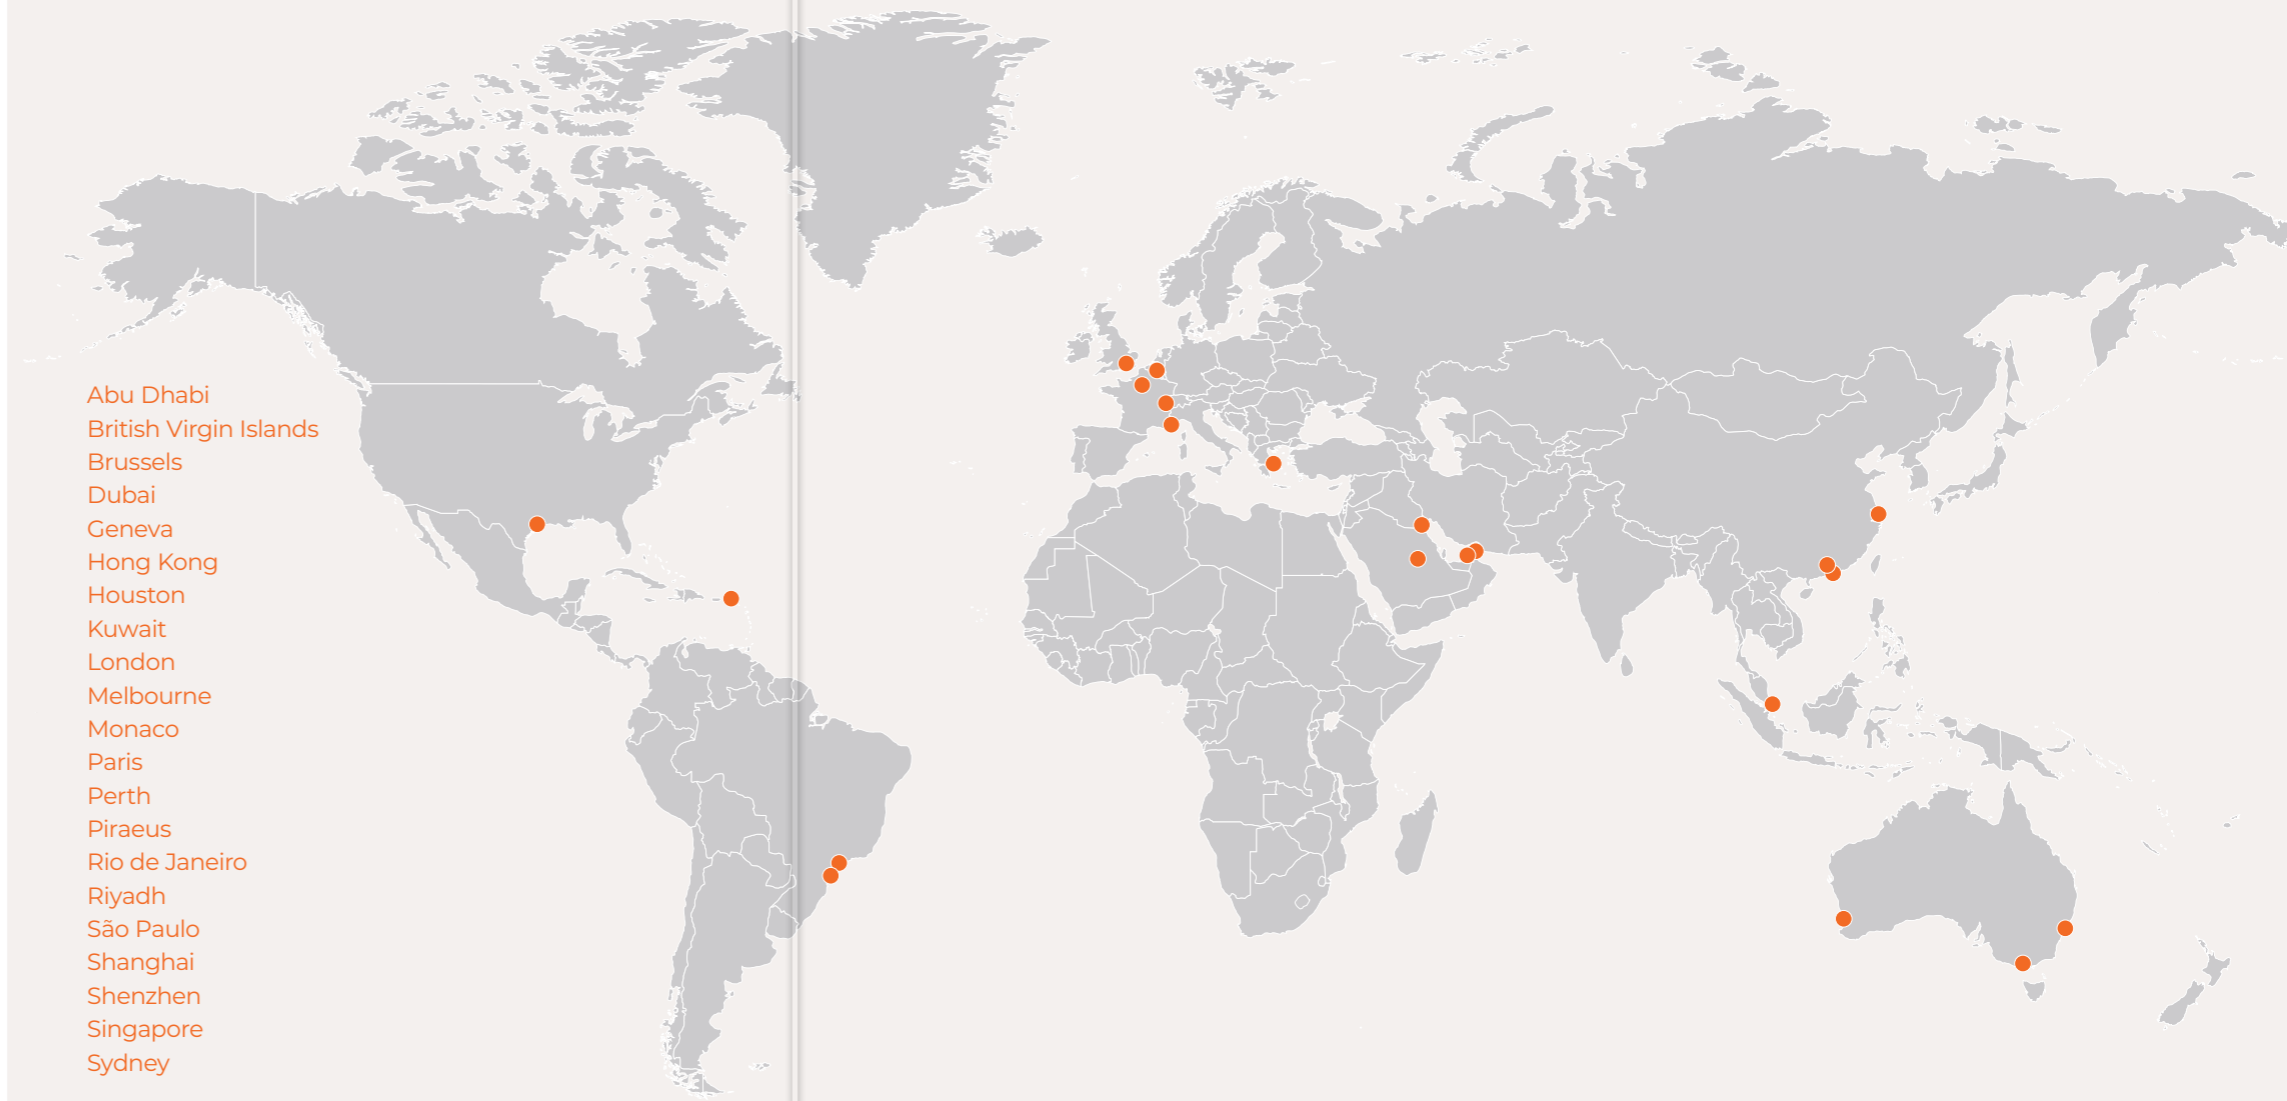 Abu Dhabi
British Virgin Islands
Brussels
Dubai
Geneva
Hong Kong
Houston
Kuwait
London
Melbourne
Monaco
Paris
Perth
Piraeus
Rio de Janeiro
Riyadh
São Paulo
Shanghai
Shenzhen
Singapore
Sydney